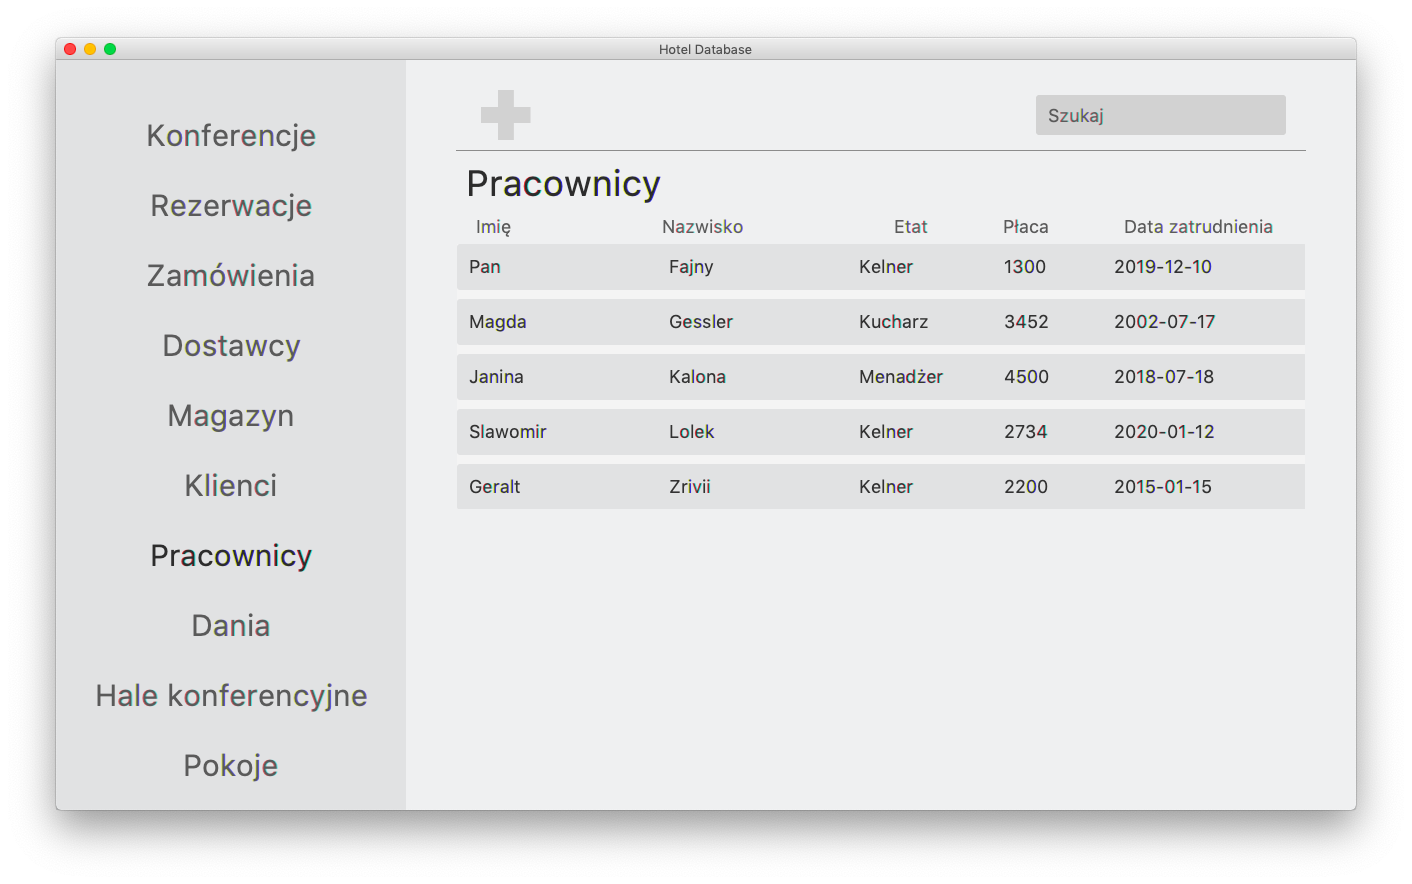 Hotel Database
Konferencje
Rezerwacje
Zamówienia
Dostawcy
Magazyn
Klienci
Pracownicy
Dania
Hale konferencyjne
Pokoje
Szukaj
Pracownicy
Imię Nazwisko Etat Płaca Data zatrudnienia
Pan Fajny Kelner 1300 2019-12-10
Magda Gessler Kucharz 3452 2002-07-17
Janina Kalona Menadżer 4500 2018-07-18
Slawomir Lolek Kelner 2734 2020-01-12
Geralt Zrivii Kelner 2200 2015-01-15